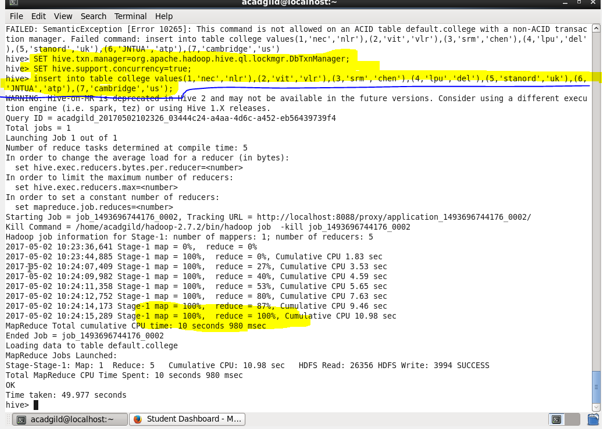 acadgild@localhost:~
File Edit View Search Terminal Help
FAILED: SemanticException [Error 10265]: This command is not allowed on an ACID table default.college with a non-ACID transac
tion manager. Failed command: insert into table college values(1,'nec','nlr'),(2,'vit','vlr'),(3,'srm','chen'),(4,'lpu','del'
),(5,'stanord','uk'),(6,'JNTUA','atp'),(7,'cambridge','us')
hive> SET hive.txn.manager=org.apache.hadoop.hive.ql.lockmgr.DbTxnManager;
hive> SET hive.support.concurrency=true;
hive> insert into table college values(1,'nec','nlr'),(2,'vit','vlr'),(3,'srm','chen'),(4,'lpu','del'),(5,'stanord','uk'),(6,
'JNTUA','atp'),(7,'cambridge','us');
WARNING: Hive-on-MR is deprecated in Hive 2 and may not be available in the future versions. Consider using a different execu
tion engine (i.e. spark, tez) or using Hive 1.X releases.
Query ID = acadgild_20170502102326_03444c24-a4aa-4d6c-a452-eb56439739f4
Total jobs = 1
Launching Job 1 out of 1
Number of reduce tasks determined at compile time: 5
In order to change the average load for a reducer (in bytes):
set hive.exec.reducers.bytes.per.reducer=<number>
In order to limit the maximum number of reducers:
set hive.exec.reducers.max=<number>
In order to set a constant number of reducers:
set mapreduce.job.reduces=<number>
Starting Job = job_1493696744176_0002, Tracking URL = http://localhost:8088/proxy/application_1493696744176_0002/
Kill Command = /home/acadgild/hadoop-2.7.2/bin/hadoop job  -kill job_1493696744176_0002
Hadoop job information for Stage-1: number of mappers: 1; number of reducers: 5
2017-05-02 10:23:36,641 Stage-1 map = 0%,  reduce = 0%
2017-05-02 10:23:44,885 Stage-1 map = 100%,  reduce = 0%, Cumulative CPU 1.83 sec
2017-05-02 10:24:07,409 Stage-1 map = 100%,  reduce = 27%, Cumulative CPU 3.53 sec
2017-05-02 10:24:09,982 Stage-1 map = 100%,  reduce = 40%, Cumulative CPU 4.59 sec
2017-05-02 10:24:11,358 Stage-1 map = 100%,  reduce = 53%, Cumulative CPU 5.65 sec
2017-05-02 10:24:12,752 Stage-1 map = 100%,  reduce = 80%, Cumulative CPU 7.63 sec
2017-05-02 10:24:14,173 Stage-1 map = 100%,  reduce = 87%, Cumulative CPU 9.46 sec
2017-05-02 10:24:15,289 Stage-1 map = 100%,  reduce = 100%, Cumulative CPU 10.98 sec
MapReduce Total cumulative CPU time: 10 seconds 980 msec
Ended Job = job_1493696744176_0002
Loading data to table default.college
MapReduce Jobs Launched:
Stage-Stage-1: Map: 1  Reduce: 5   Cumulative CPU: 10.98 sec   HDFS Read: 26356 HDFS Write: 3994 SUCCESS
Total MapReduce CPU Time Spent: 10 seconds 980 msec
OK
Time taken: 49.977 seconds
hive>
acadgild@localhost:~ Student Dashboard - M...